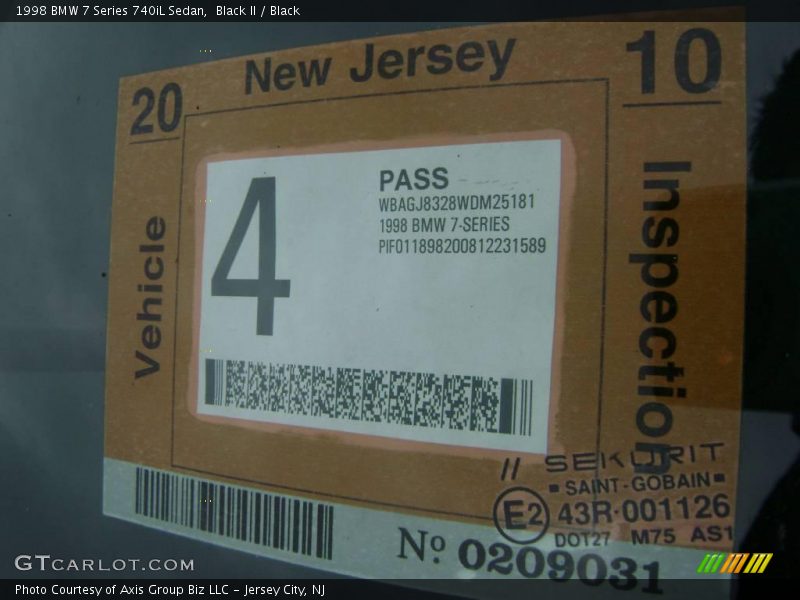 1998 BMW 7 Series 740iL Sedan, Black II / Black
20 New Jersey 10
Vehicle
4
PASS
WBAGJ8328WDM25181
1998 BMW 7-SERIES
PIF011898200812231589
Inspection
// SEKURIT
SAINT-GOBAIN
E2 43R-001126
DOT27 M75 AS1
Nº 0209031
GTCARLOT.COM
Photo Courtesy of Axis Group Biz LLC – Jersey City, NJ